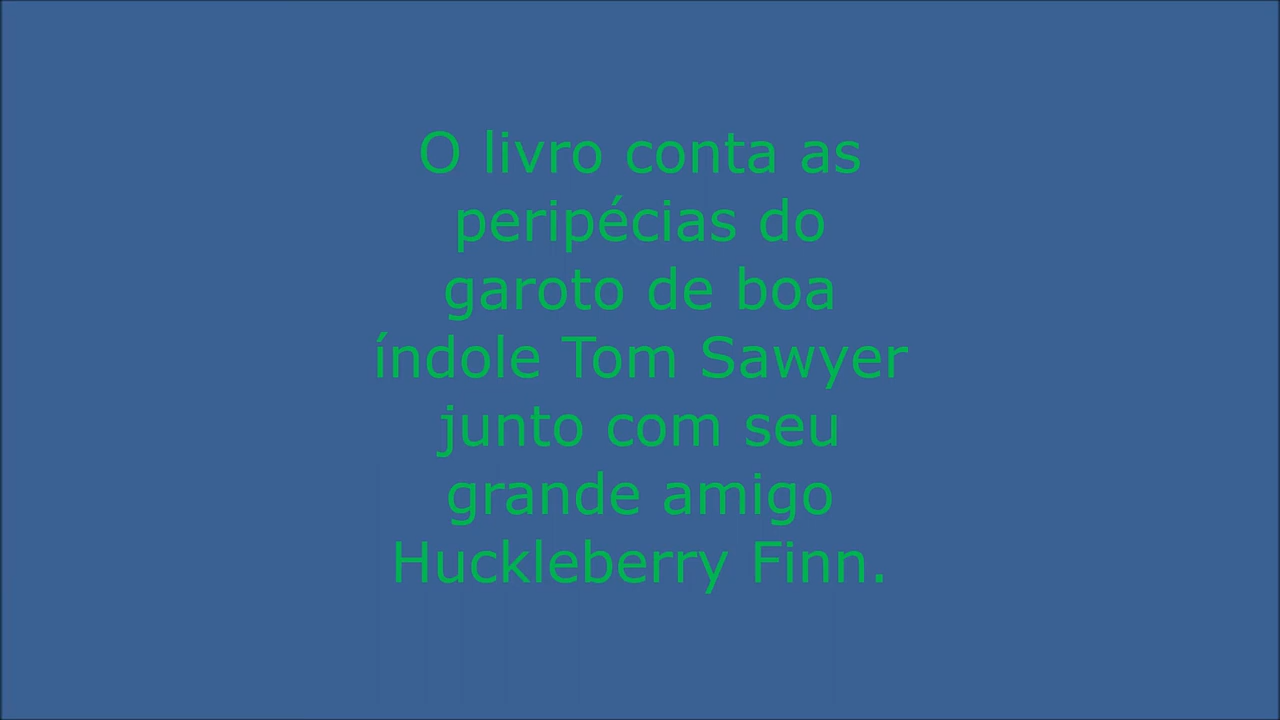 O livro conta as
peripécias do
garoto de boa
índole Tom Sawyer
junto com seu
grande amigo
Huckleberry Finn.